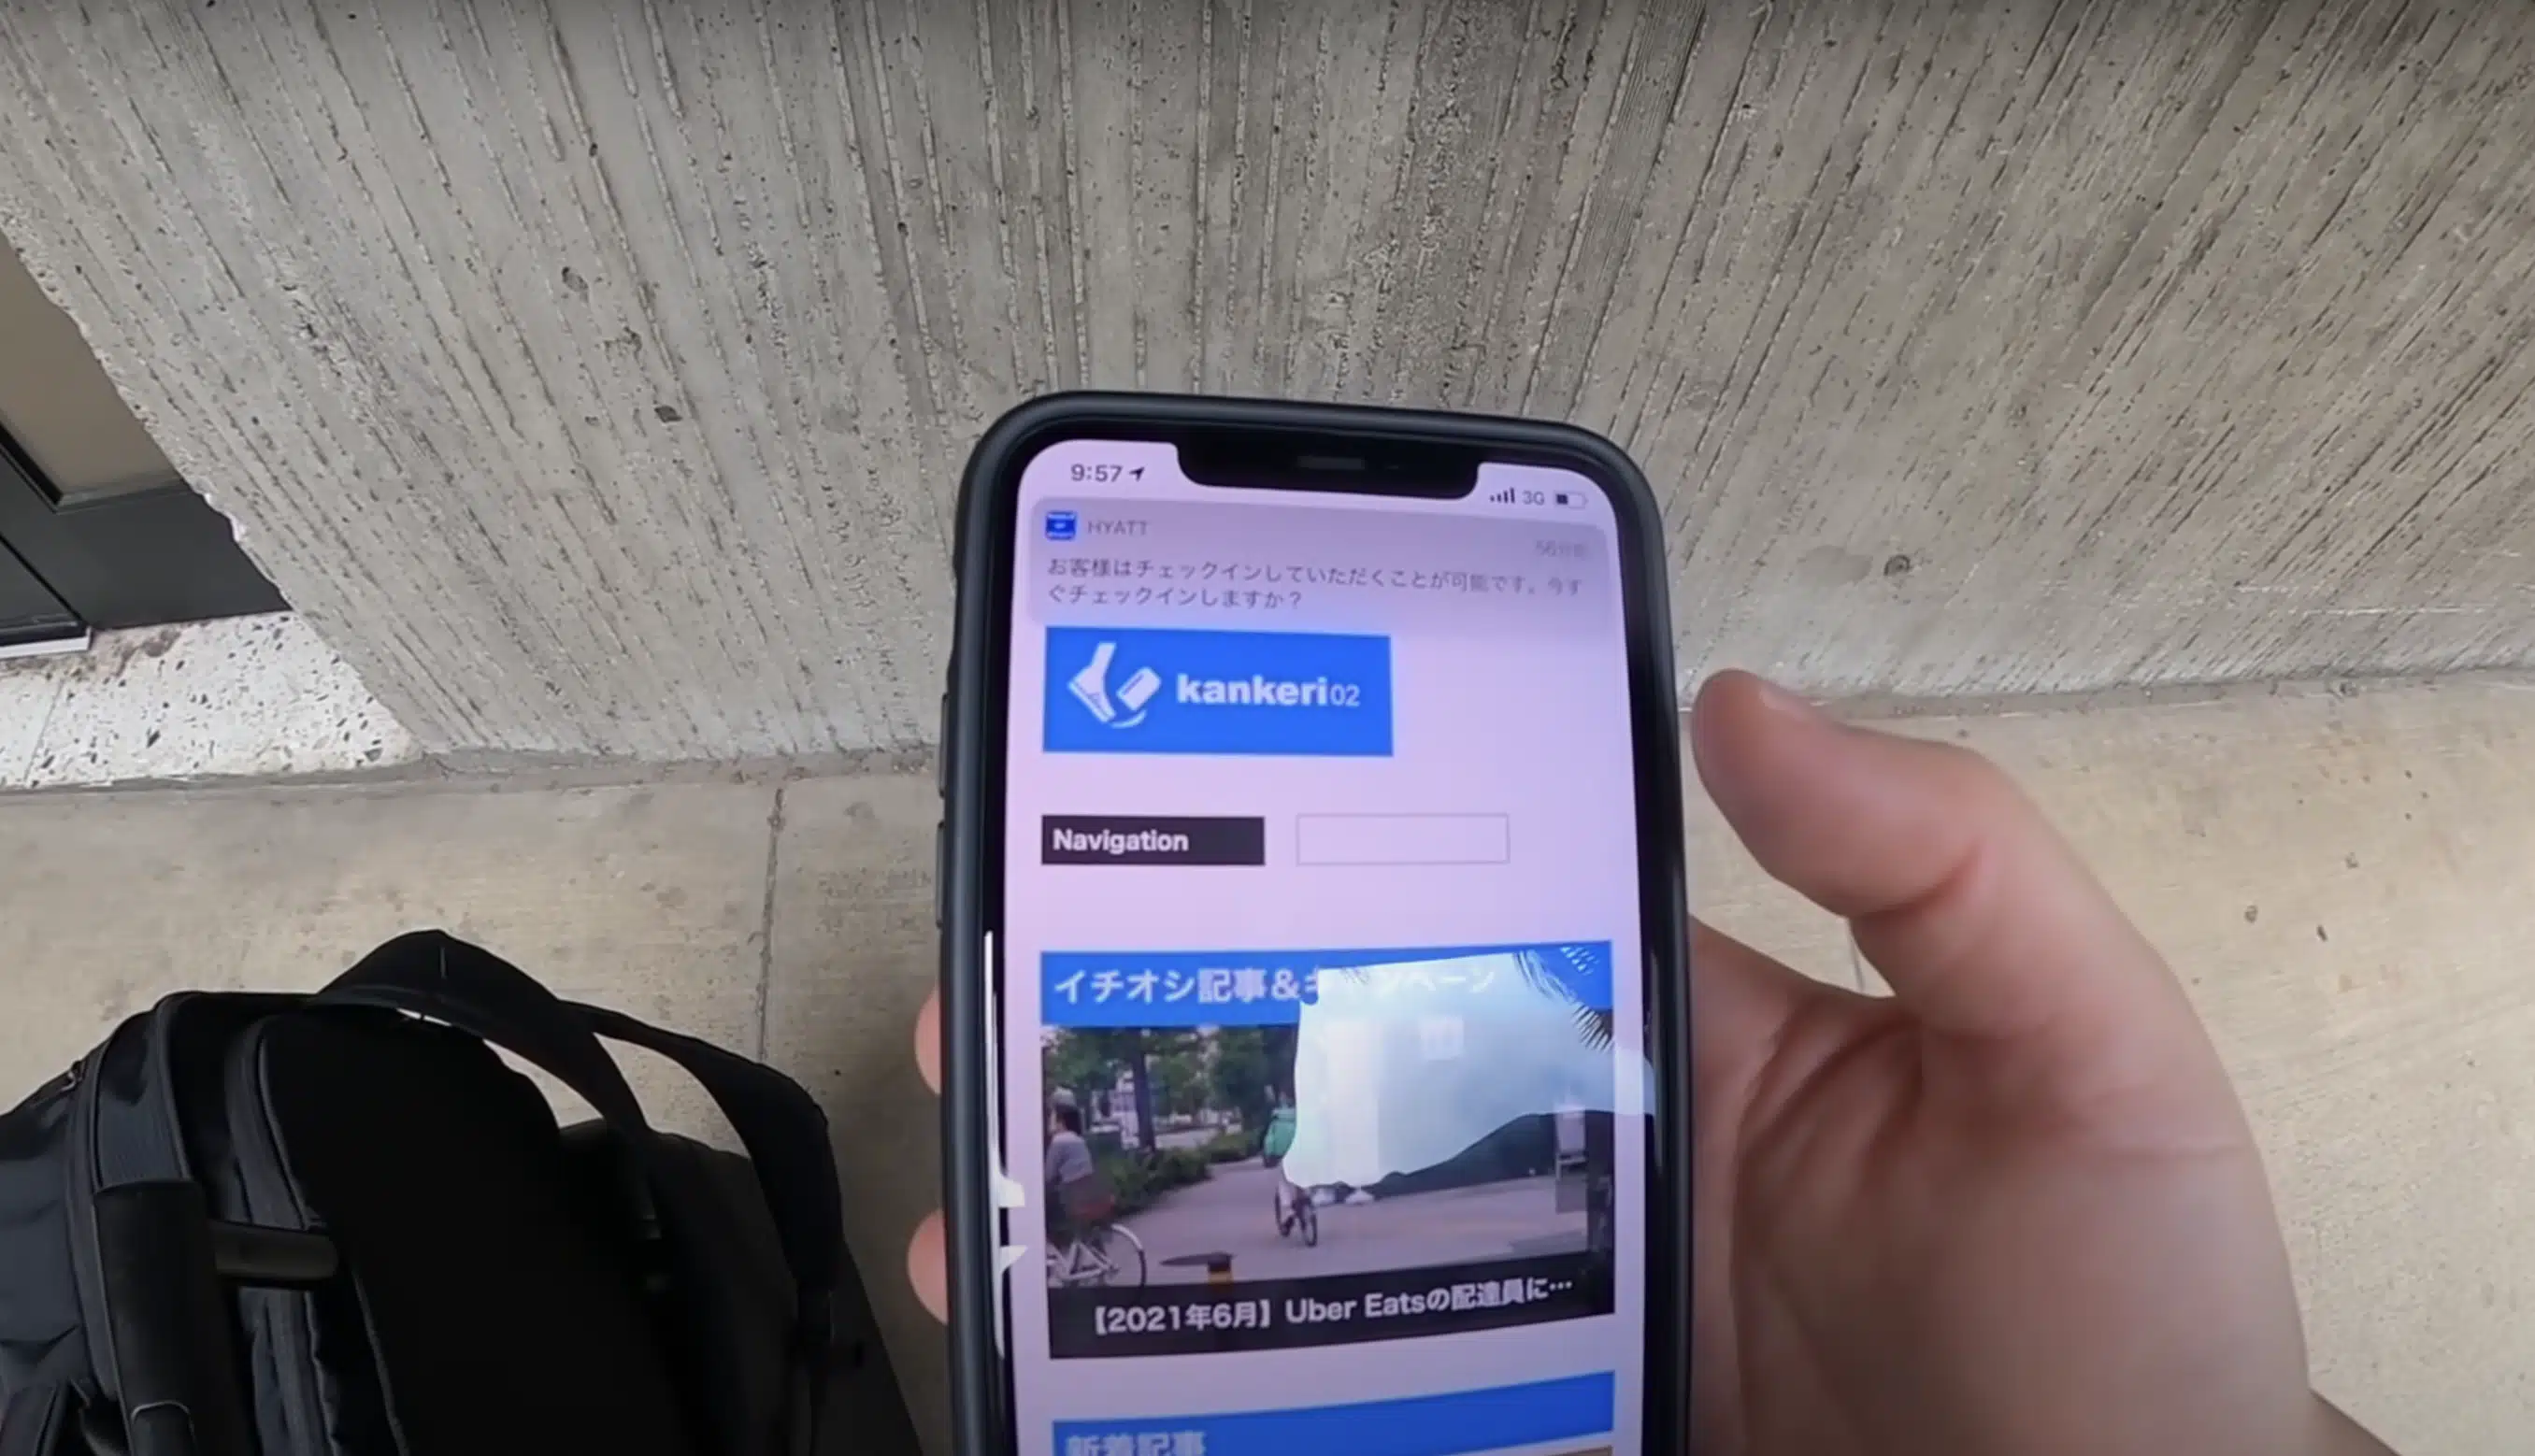 9:57
3G
HYATT
56分前
お客様はチェックインしていただくことが可能です。今す
ぐチェックインしますか？
kankeri02
Navigation
イチオシ記事&キャンペーン
【2021年6月】Uber Eatsの配達員に…
新着記事